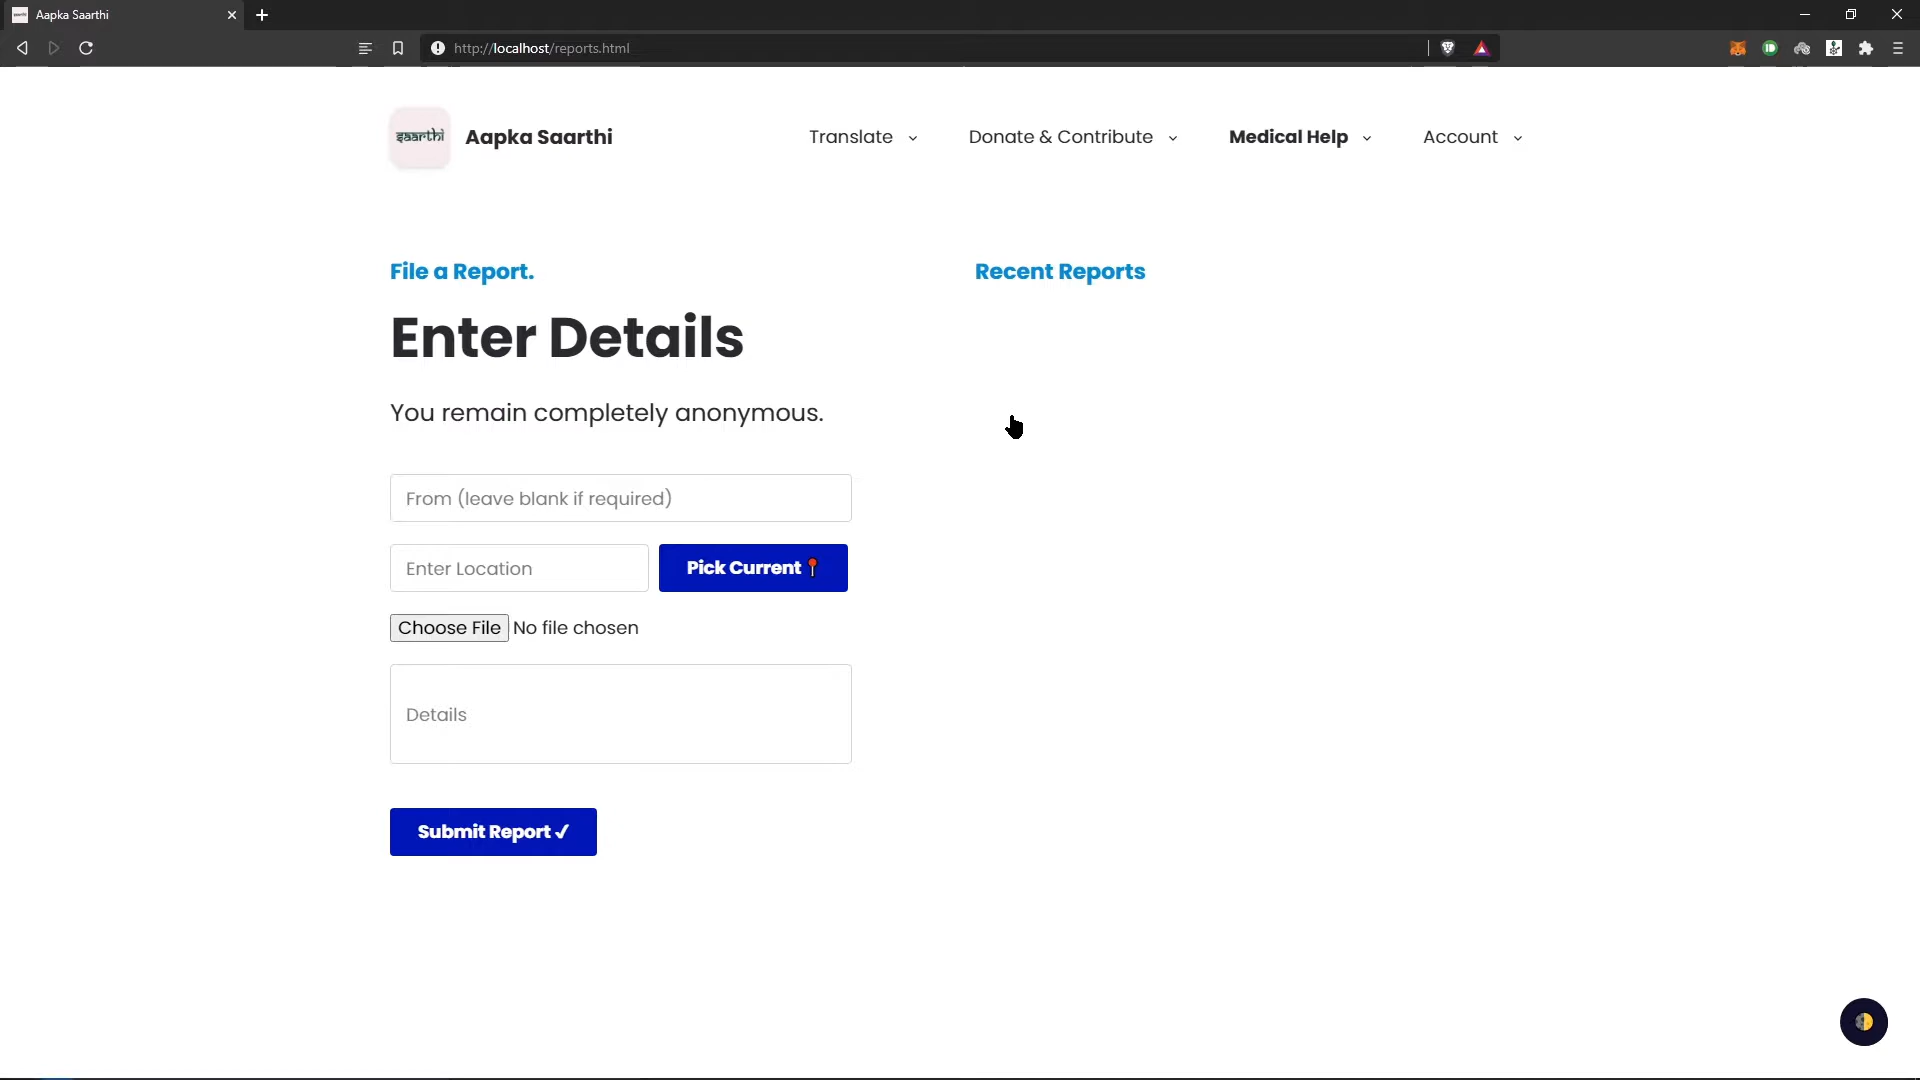 Aapka Saarthi
http://localhost/reports.html
saarthi
Aapka Saarthi
Translate
Donate & Contribute
Medical Help
Account
File a Report.
Enter Details
You remain completely anonymous.
From (leave blank if required)
Enter Location
Pick Current📍
Choose File No file chosen
Details
Submit Report ✓
Recent Reports